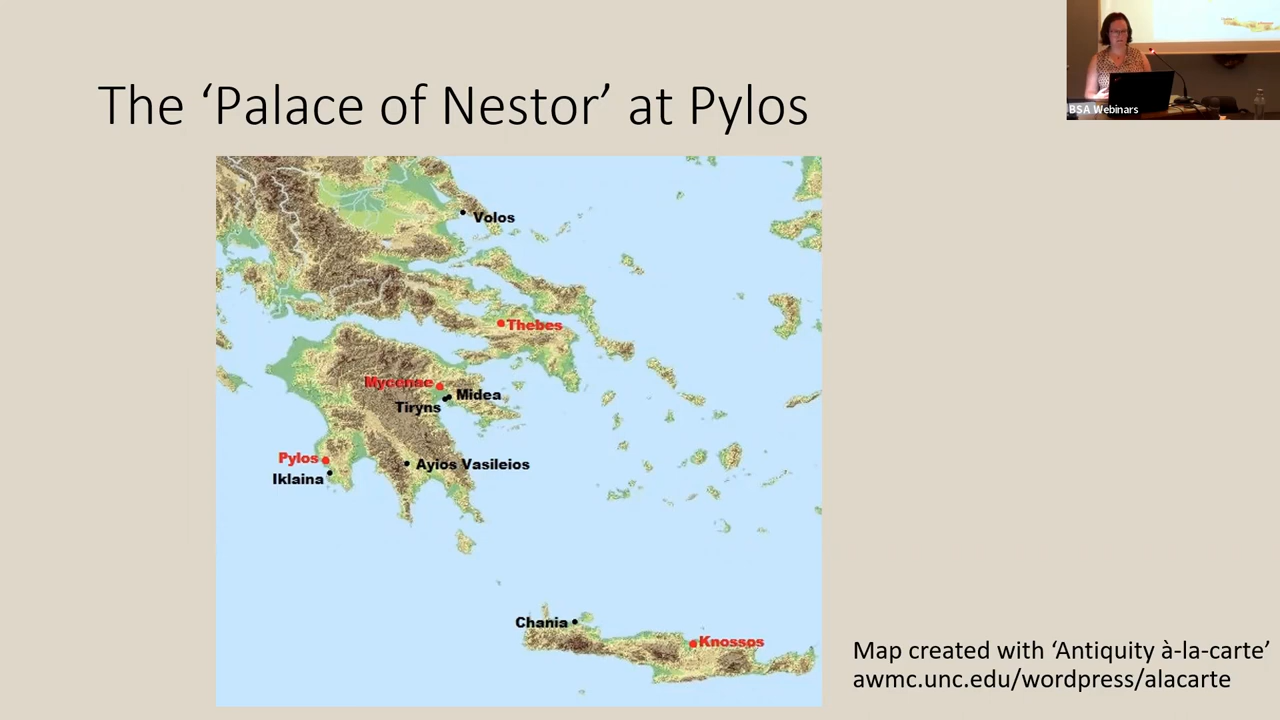 BSA Webinars
The ‘Palace of Nestor’ at Pylos
Volos
Thebes
Mycenae
Midea
Tiryns
Pylos
Ayios Vasileios
Iklaina
Chania
Knossos
Map created with ‘Antiquity à-la-carte’
awmc.unc.edu/wordpress/alacarte